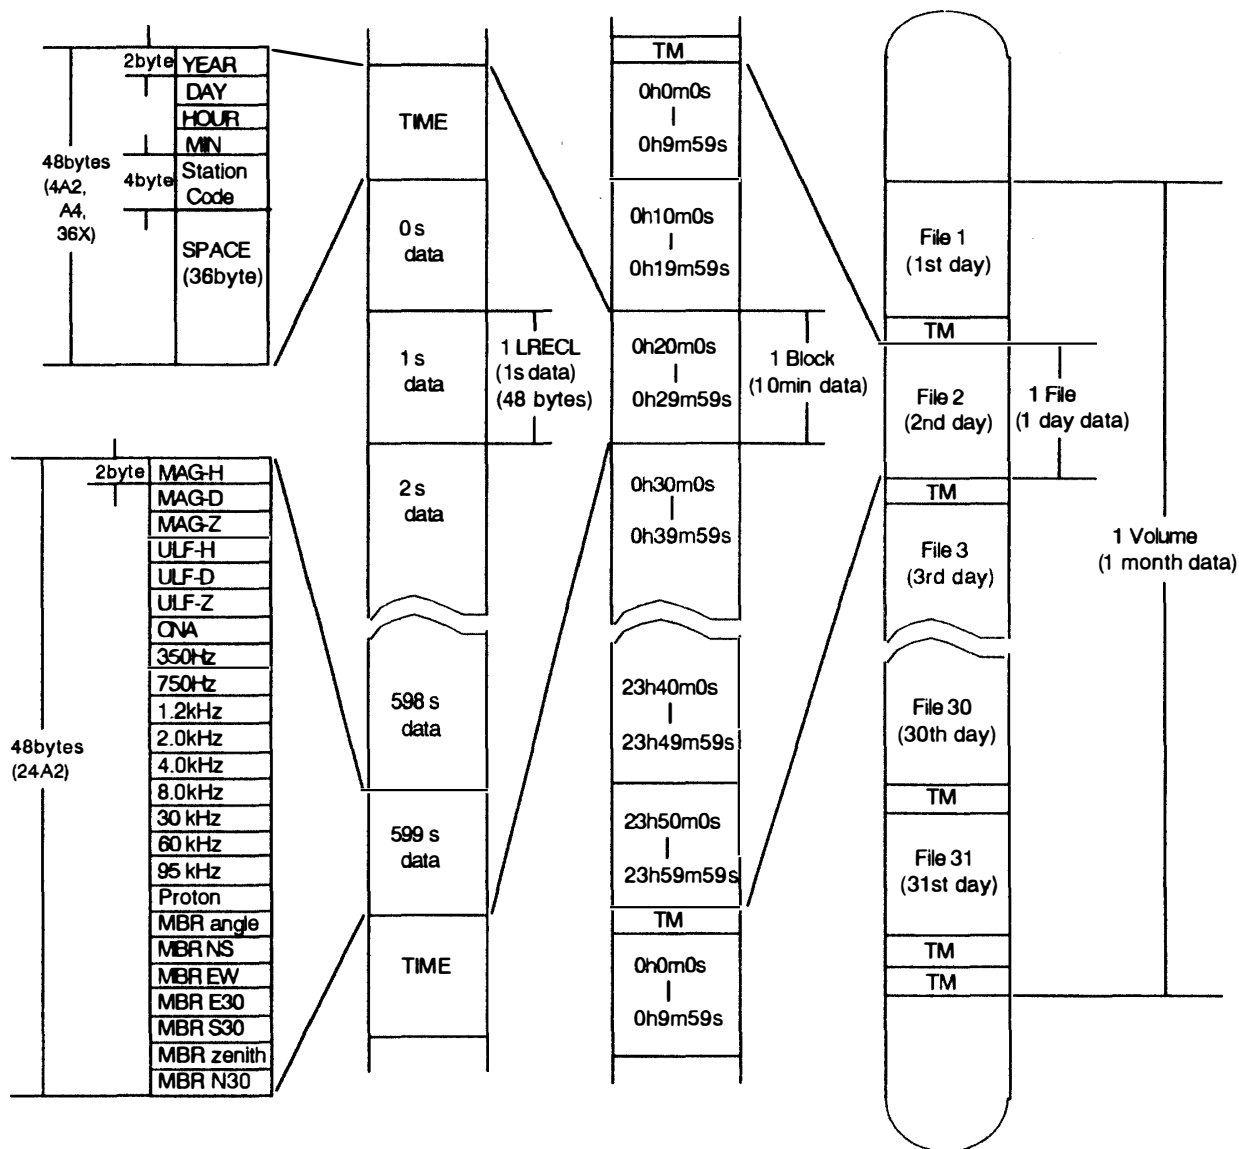 2byte
YEAR
DAY
HOUR
MIN
4byte
Station
Code
SPACE
(36byte)
48bytes
(4A2,
A4,
36X)
2byte
MAG-H
MAG-D
MAG-Z
ULF-H
ULF-D
ULF-Z
CNA
350Hz
750Hz
1.2kHz
2.0kHz
4.0kHz
8.0kHz
30 kHz
60 kHz
95 kHz
Proton
MBR angle
MBR NS
MBR EW
MBR E30
MBR S30
MBR zenith
MBR N30
48bytes
(24A2)
TIME
0 s
data
1 s
data
2 s
data
598 s
data
599 s
data
TIME
1 LRECL
(1s data)
(48 bytes)
TM
0h0m0s
0h9m59s
0h10m0s
0h19m59s
0h20m0s
0h29m59s
0h30m0s
0h39m59s
23h40m0s
23h49m59s
23h50m0s
23h59m59s
TM
0h0m0s
0h9m59s
1 Block
(10min data)
File 1
(1st day)
TM
File 2
(2nd day)
TM
File 3
(3rd day)
File 30
(30th day)
TM
File 31
(31st day)
TM
TM
1 File
(1 day data)
1 Volume
(1 month data)